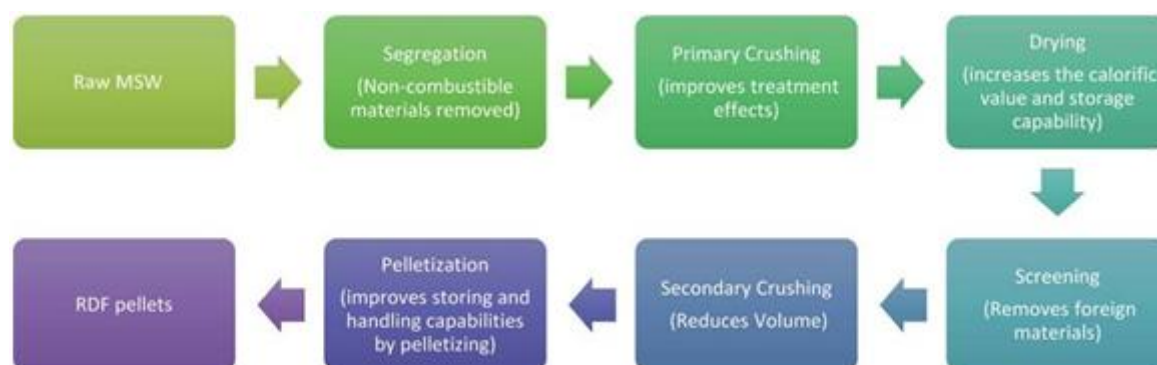 Raw MSW
Segregation
(Non-combustible
materials removed)
Primary Crushing
(improves treatment
effects)
Drying
(increases the calorific
value and storage
capability)
Screening
(Removes foreign
materials)
Secondary Crushing
(Reduces Volume)
Pelletization
(improves storing and
handling capabilities
by pelletizing)
RDF pellets